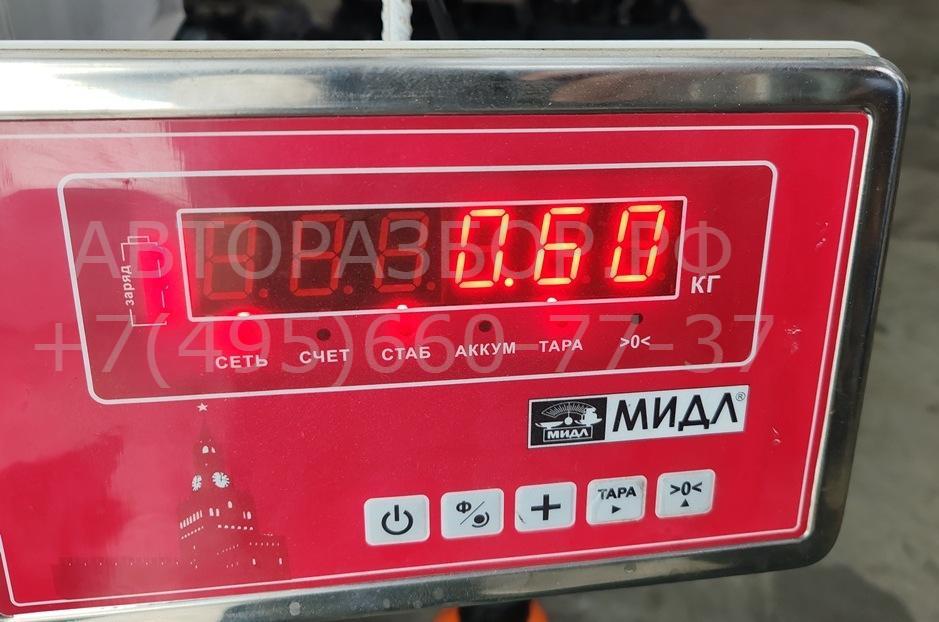 АВТОРАЗБОР.РФ
0.60
КГ
заряд
+7(495)660-77-37
СЕТЬ СЧЕТ СТАБ АККУМ ТАРА >0<
МИДЛ МИДЛ®
Ф/ + ТАРА >0<